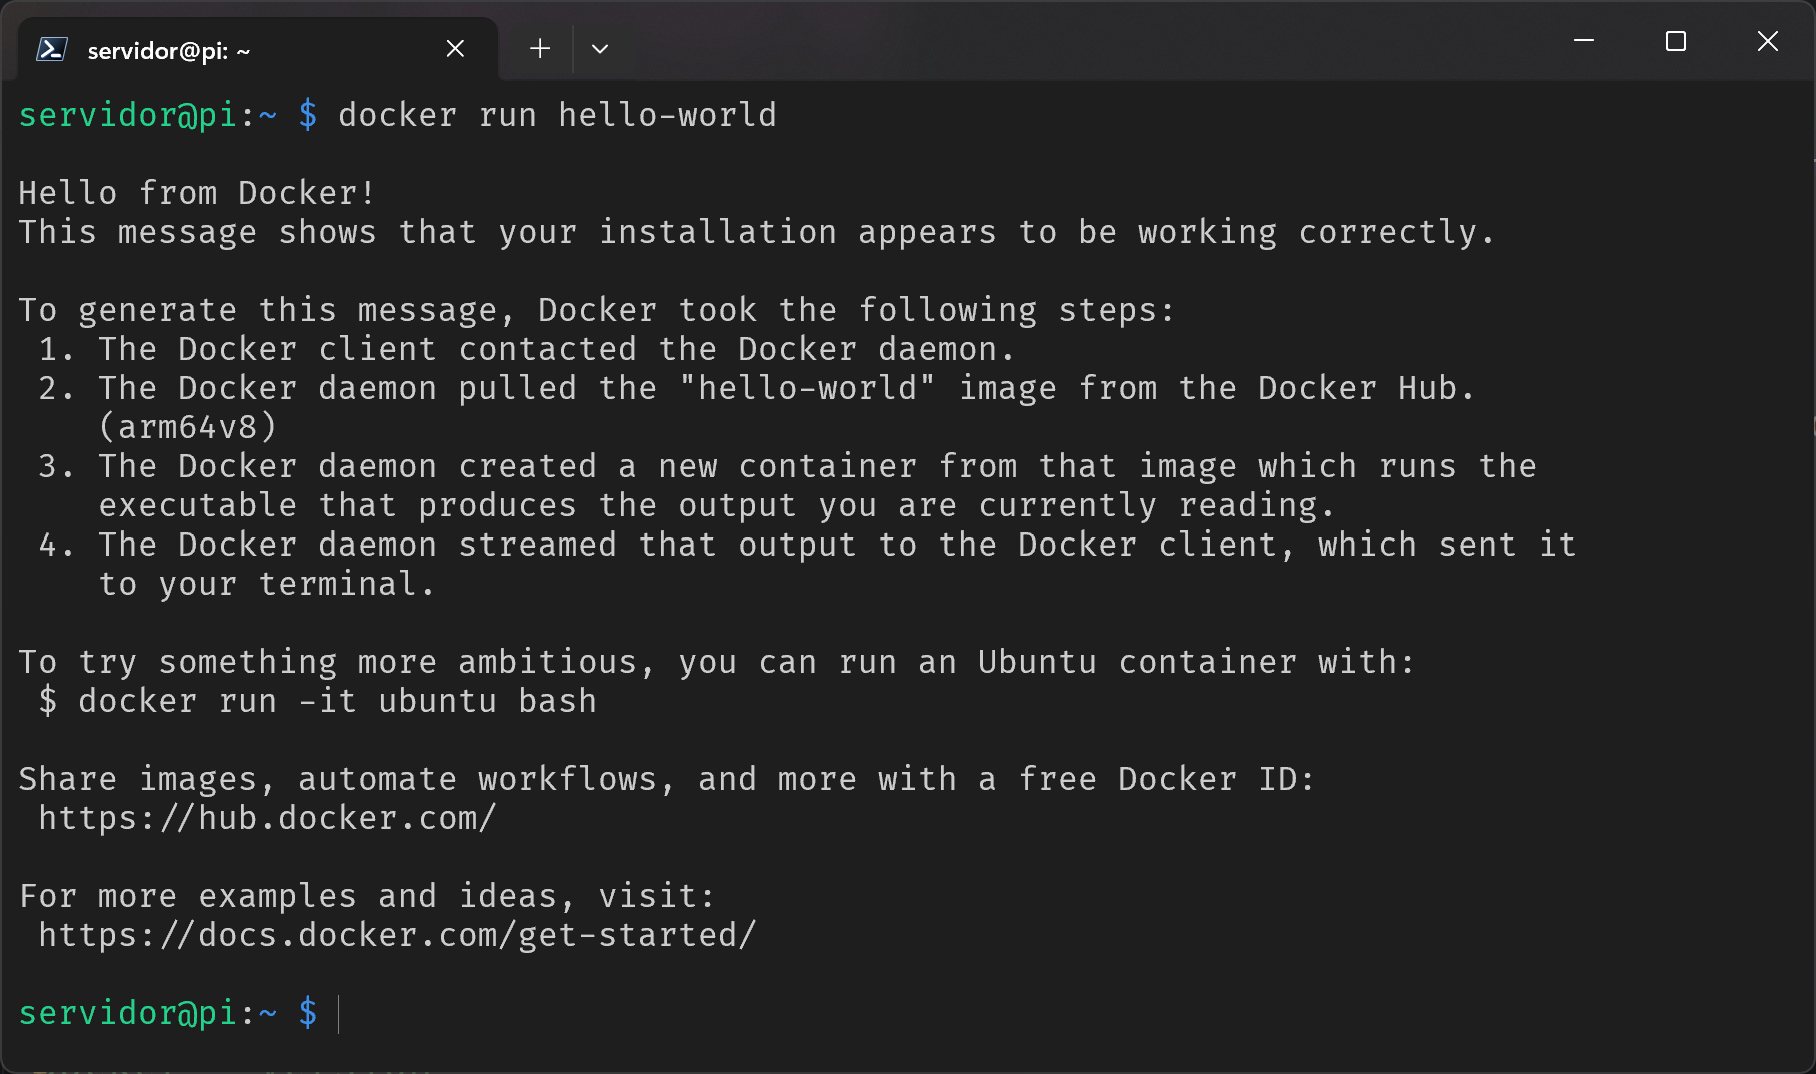 servidor@pi: ~
servidor@pi:~ $ docker run hello-world
Hello from Docker!
This message shows that your installation appears to be working correctly.
To generate this message, Docker took the following steps:
1. The Docker client contacted the Docker daemon.
2. The Docker daemon pulled the "hello-world" image from the Docker Hub.
(arm64v8)
3. The Docker daemon created a new container from that image which runs the
executable that produces the output you are currently reading.
4. The Docker daemon streamed that output to the Docker client, which sent it
to your terminal.
To try something more ambitious, you can run an Ubuntu container with:
$ docker run -it ubuntu bash
Share images, automate workflows, and more with a free Docker ID:
https://hub.docker.com/
For more examples and ideas, visit:
https://docs.docker.com/get-started/
servidor@pi:~ $